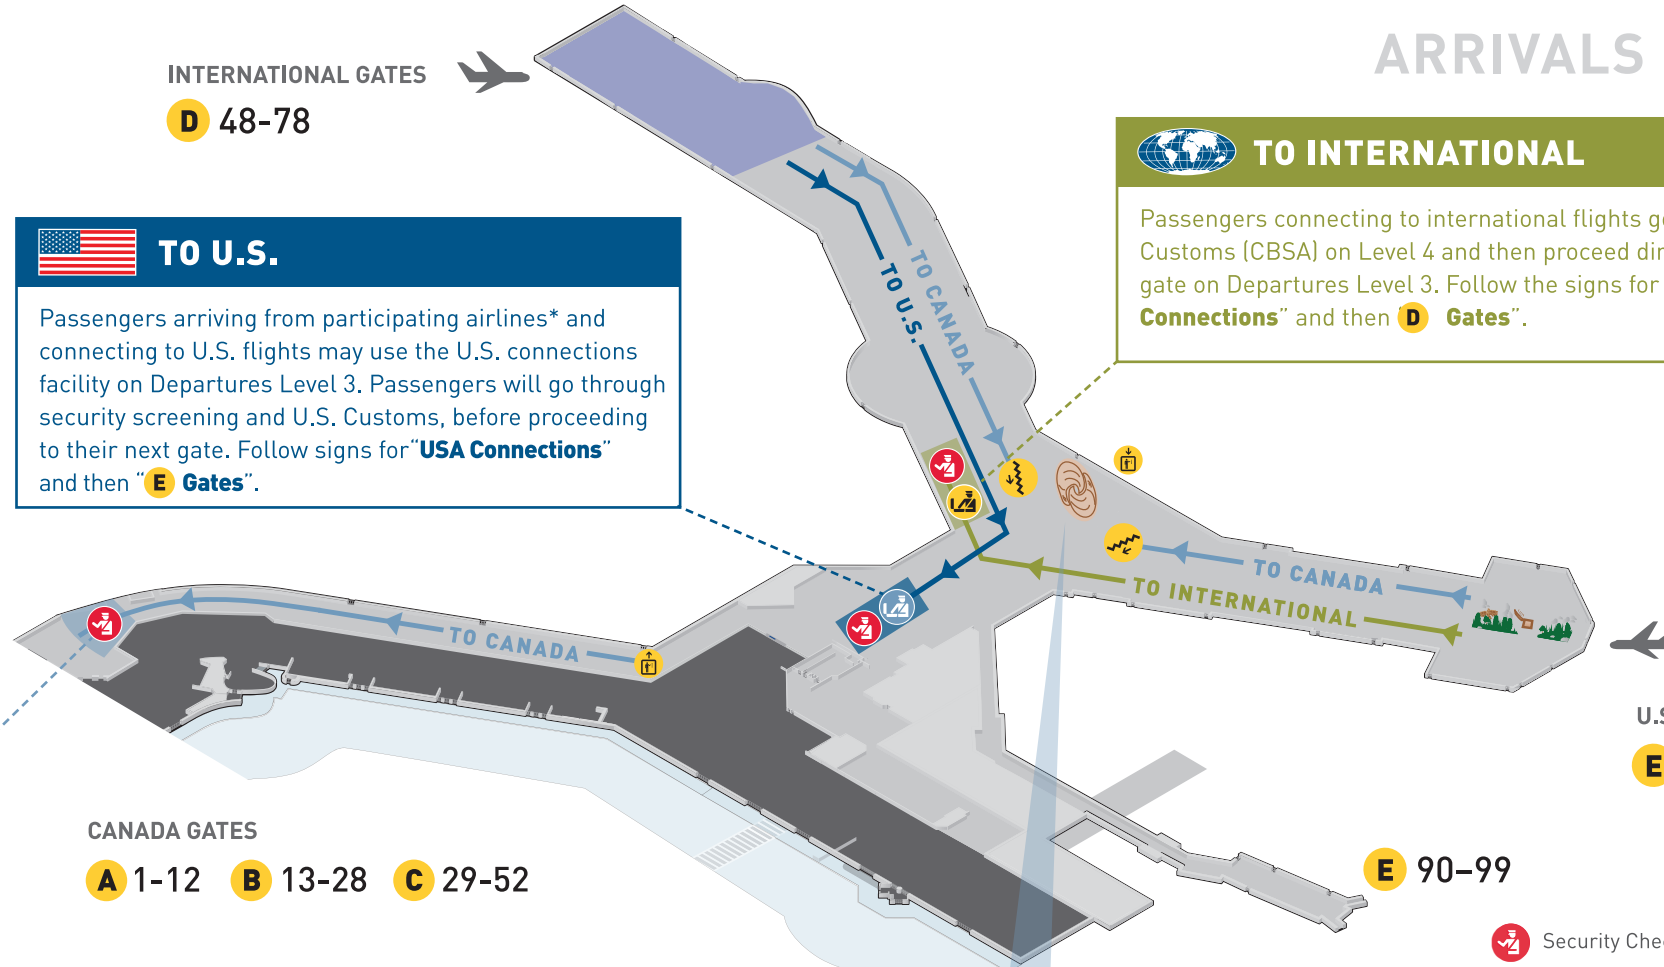 ARRIVALS
INTERNATIONAL GATES
D 48-78
TO INTERNATIONAL
Passengers connecting to international flights
Customs (CBSA) on Level 4 and then proceed
gate on Departures Level 3. Follow the signs for
Connections” and then “D Gates”.
TO U.S.
Passengers arriving from participating airlines* and
connecting to U.S. flights may use the U.S. connections
facility on Departures Level 3. Passengers will go through
security screening and U.S. Customs, before proceeding
to their next gate. Follow signs for “USA Connections”
and then “E Gates”.
TO CANADA
TO U.S.
TO CANADA
TO INTERNATIONAL
TO CANADA
E
CANADA GATES
A 1-12 B 13-28 C 29-52
E 90–99
Security